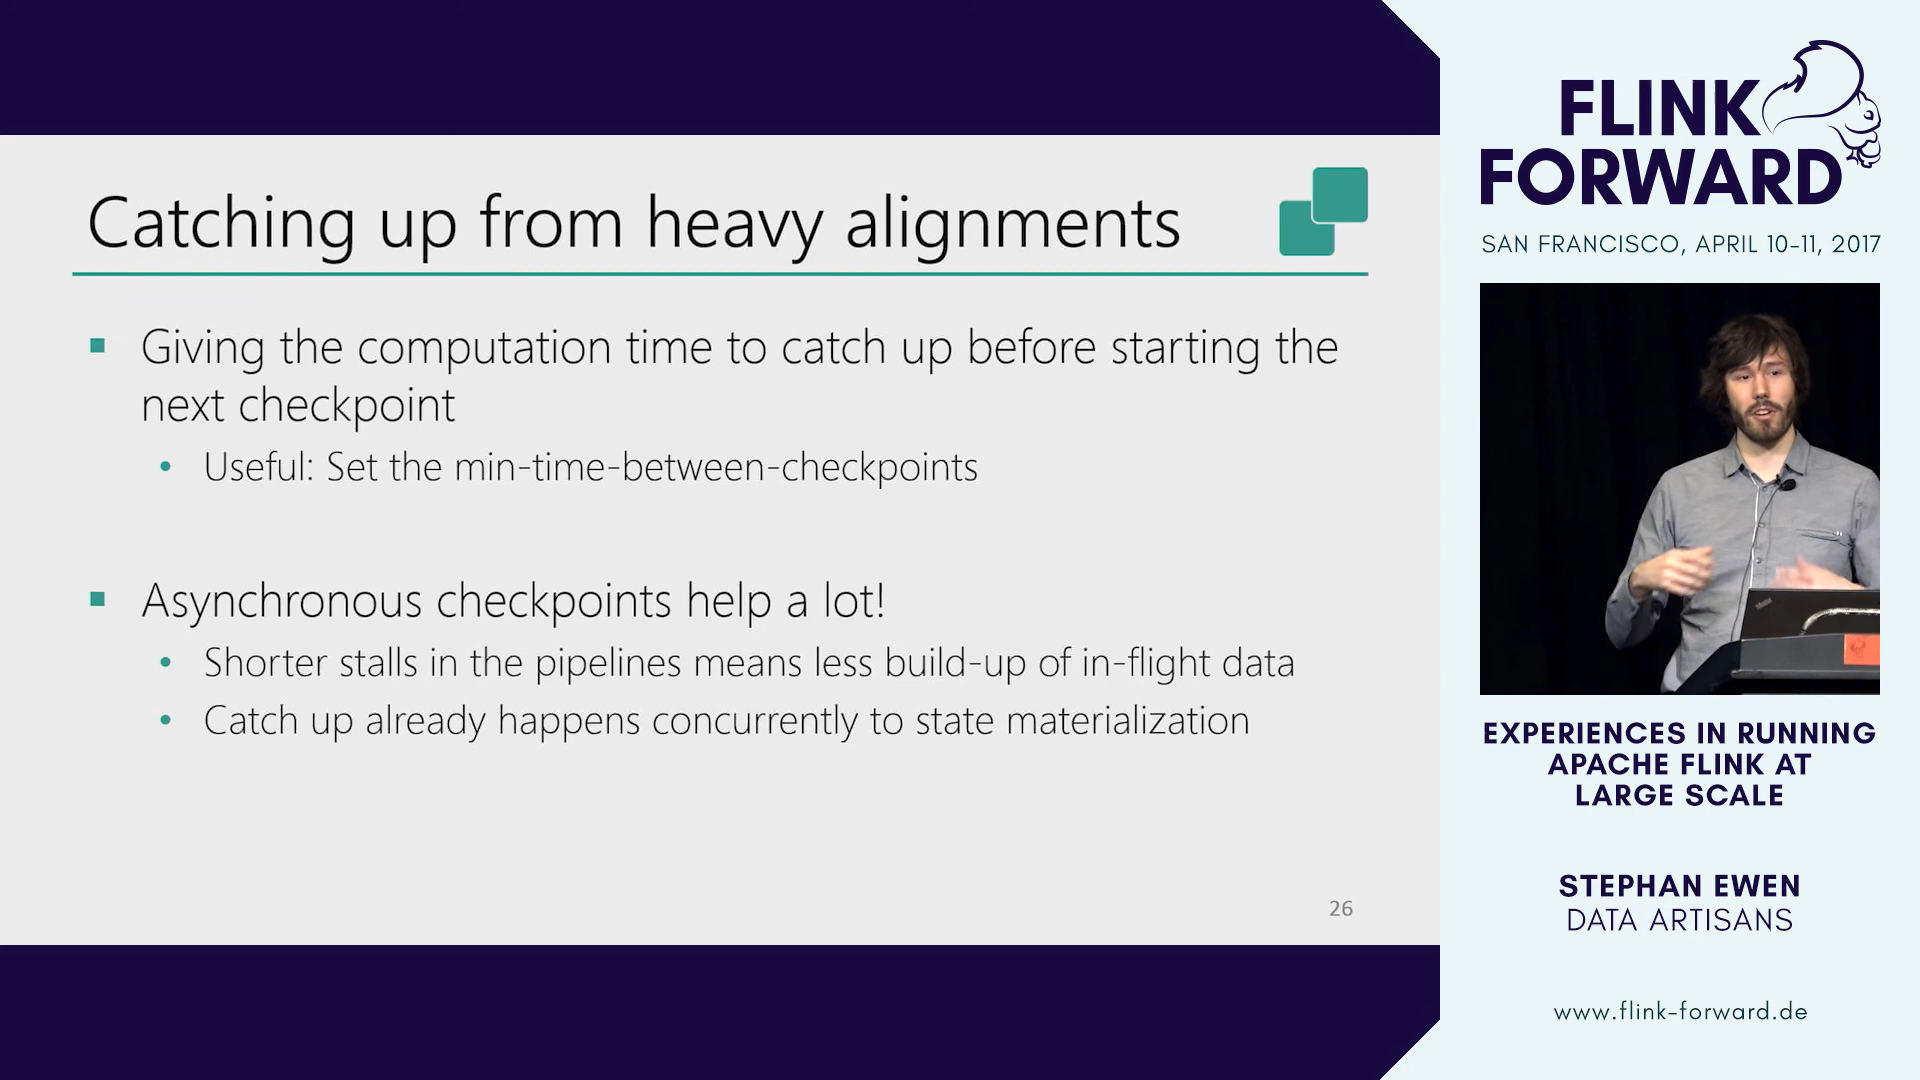 Catching up from heavy alignments
Giving the computation time to catch up before starting the
next checkpoint
Useful: Set the min-time-between-checkpoints
Asynchronous checkpoints help a lot!
Shorter stalls in the pipelines means less build-up of in-flight data
Catch up already happens concurrently to state materialization
26
FLINK
FORWARD
SAN FRANCISCO, APRIL 10-11, 2017
EXPERIENCES IN RUNNING
APACHE FLINK AT
LARGE SCALE
STEPHAN EWEN
DATA ARTISANS
www.flink-forward.de